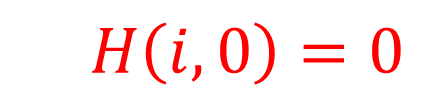 H(i, 0) = 0